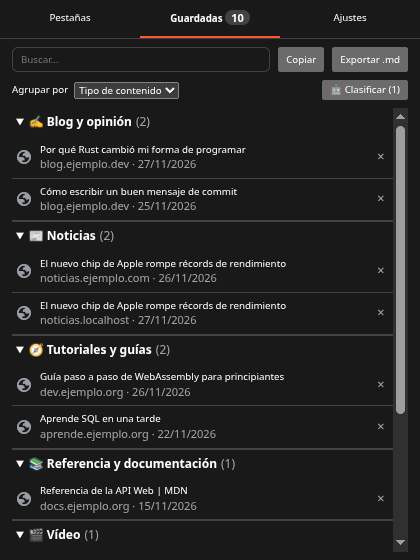 Pestañas
Guardadas 10
Ajustes
Buscar...
Copiar
Exportar .md
Agrupar por
Tipo de contenido
🤖 Clasificar (1)
▼ ✍️ Blog y opinión (2)
Por qué Rust cambió mi forma de programar
blog.ejemplo.dev · 27/11/2026
×
Cómo escribir un buen mensaje de commit
blog.ejemplo.dev · 25/11/2026
×
▼ 📰 Noticias (2)
El nuevo chip de Apple rompe récords de rendimiento
noticias.ejemplo.com · 26/11/2026
×
El nuevo chip de Apple rompe récords de rendimiento
noticias.localhost · 27/11/2026
×
▼ 🧭 Tutoriales y guías (2)
Guía paso a paso de WebAssembly para principiantes
dev.ejemplo.org · 26/11/2026
×
Aprende SQL en una tarde
aprende.ejemplo.org · 22/11/2026
×
▼ 📚 Referencia y documentación (1)
Referencia de la API Web | MDN
docs.ejemplo.org · 15/11/2026
×
▼ 🎬 Vídeo (1)